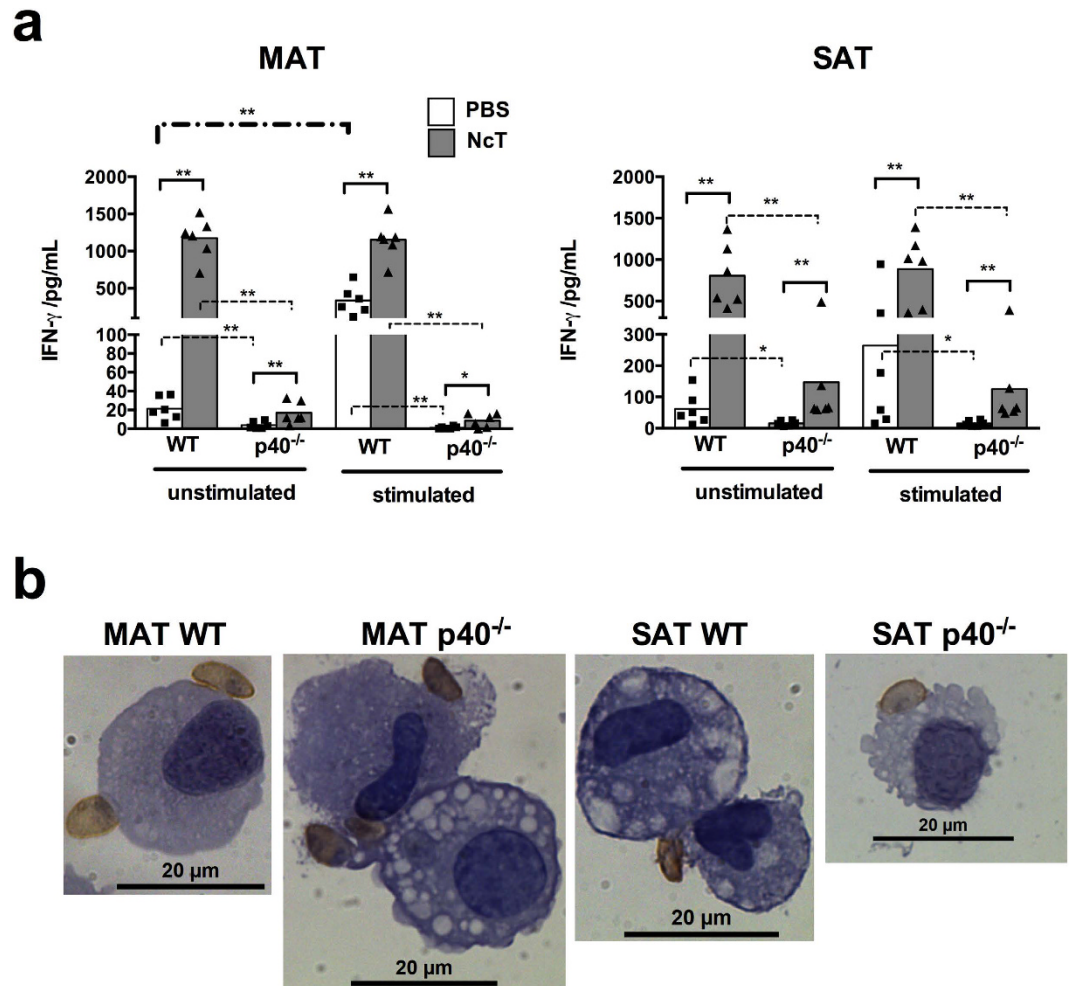 a
MAT
SAT
PBS
NcT
**
** ** ** **
** ** ** **
** ** * **
** * * *
IFN-γ /pg/mL
2000
1500
1000
500
100
80
60
40
20
0
WT p40-/- WT p40-/-
unstimulated stimulated
IFN-γ /pg/mL
2000
1500
1000
500
300
200
100
0
WT p40-/- WT p40-/-
unstimulated stimulated
b
MAT WT MAT p40-/- SAT WT SAT p40-/-
20 µm 20 µm 20 µm 20 µm